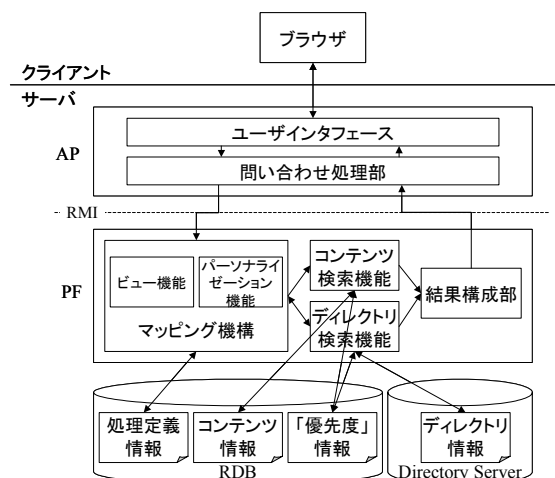 ブラウザ
クライアント
サーバ
AP
ユーザインタフェース
問い合わせ処理部
RMI
PF
ビュー機能
パーソナライ
ゼーション
機能
マッピング機構
コンテンツ
検索機能
ディレクトリ
検索機能
結果構成部
処理定義
情報
コンテンツ
情報
「優先度」
情報
ディレクトリ
情報
RDB
Directory Server